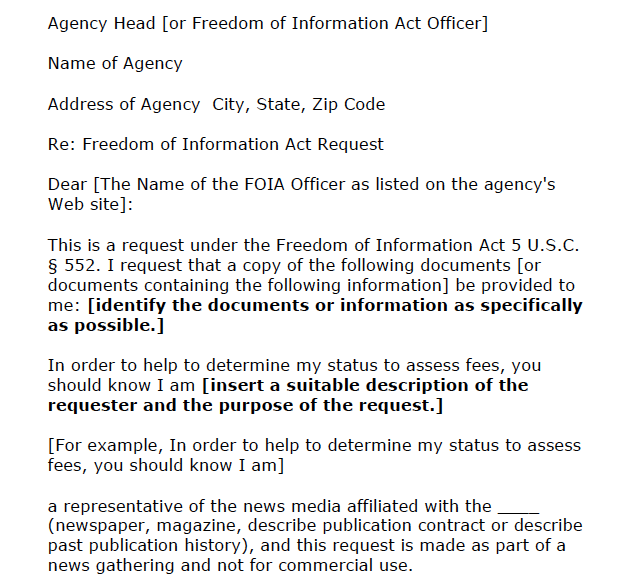 Agency Head [or Freedom of Information Act Officer]
Name of Agency
Address of Agency  City, State, Zip Code
Re: Freedom of Information Act Request
Dear [The Name of the FOIA Officer as listed on the agency's
Web site]:
This is a request under the Freedom of Information Act 5 U.S.C.
§ 552. I request that a copy of the following documents [or
documents containing the following information] be provided to
me: [identify the documents or information as specifically
as possible.]
In order to help to determine my status to assess fees, you
should know I am [insert a suitable description of the
requester and the purpose of the request.]
[For example, In order to help to determine my status to assess
fees, you should know I am]
a representative of the news media affiliated with the ____
(newspaper, magazine, describe publication contract or describe
past publication history), and this request is made as part of a
news gathering and not for commercial use.